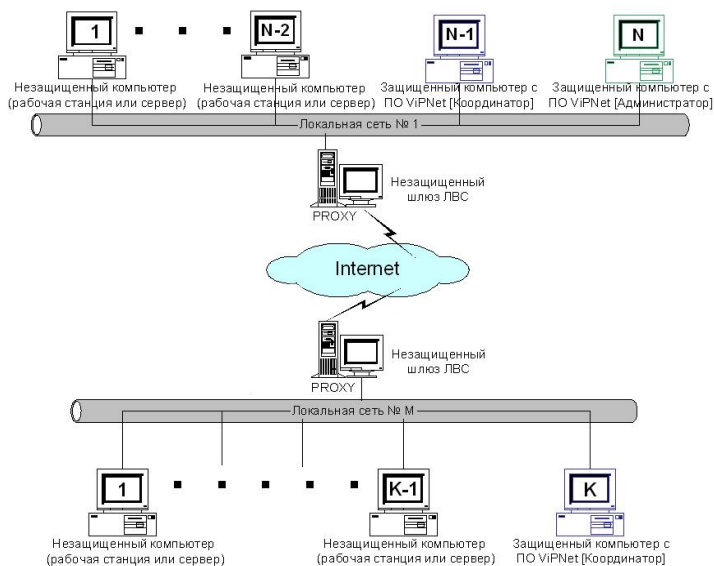 1
N-2
N-1
N
Незащищенный компьютер
(рабочая станция или сервер)
Незащищенный компьютер
(рабочая станция или сервер)
Защищенный компьютер с
ПО ViPNet [Координатор]
Защищенный компьютер с
ПО ViPNet [Администратор]
Локальная сеть № 1
Незащищенный
шлюз ЛВС
PROXY
Internet
Незащищенный
шлюз ЛВС
PROXY
Локальная сеть № M
1
K-1
K
Незащищенный компьютер
(рабочая станция или сервер)
Незащищенный компьютер
(рабочая станция или сервер)
Защищенный компьютер с
ПО ViPNet [Координатор]